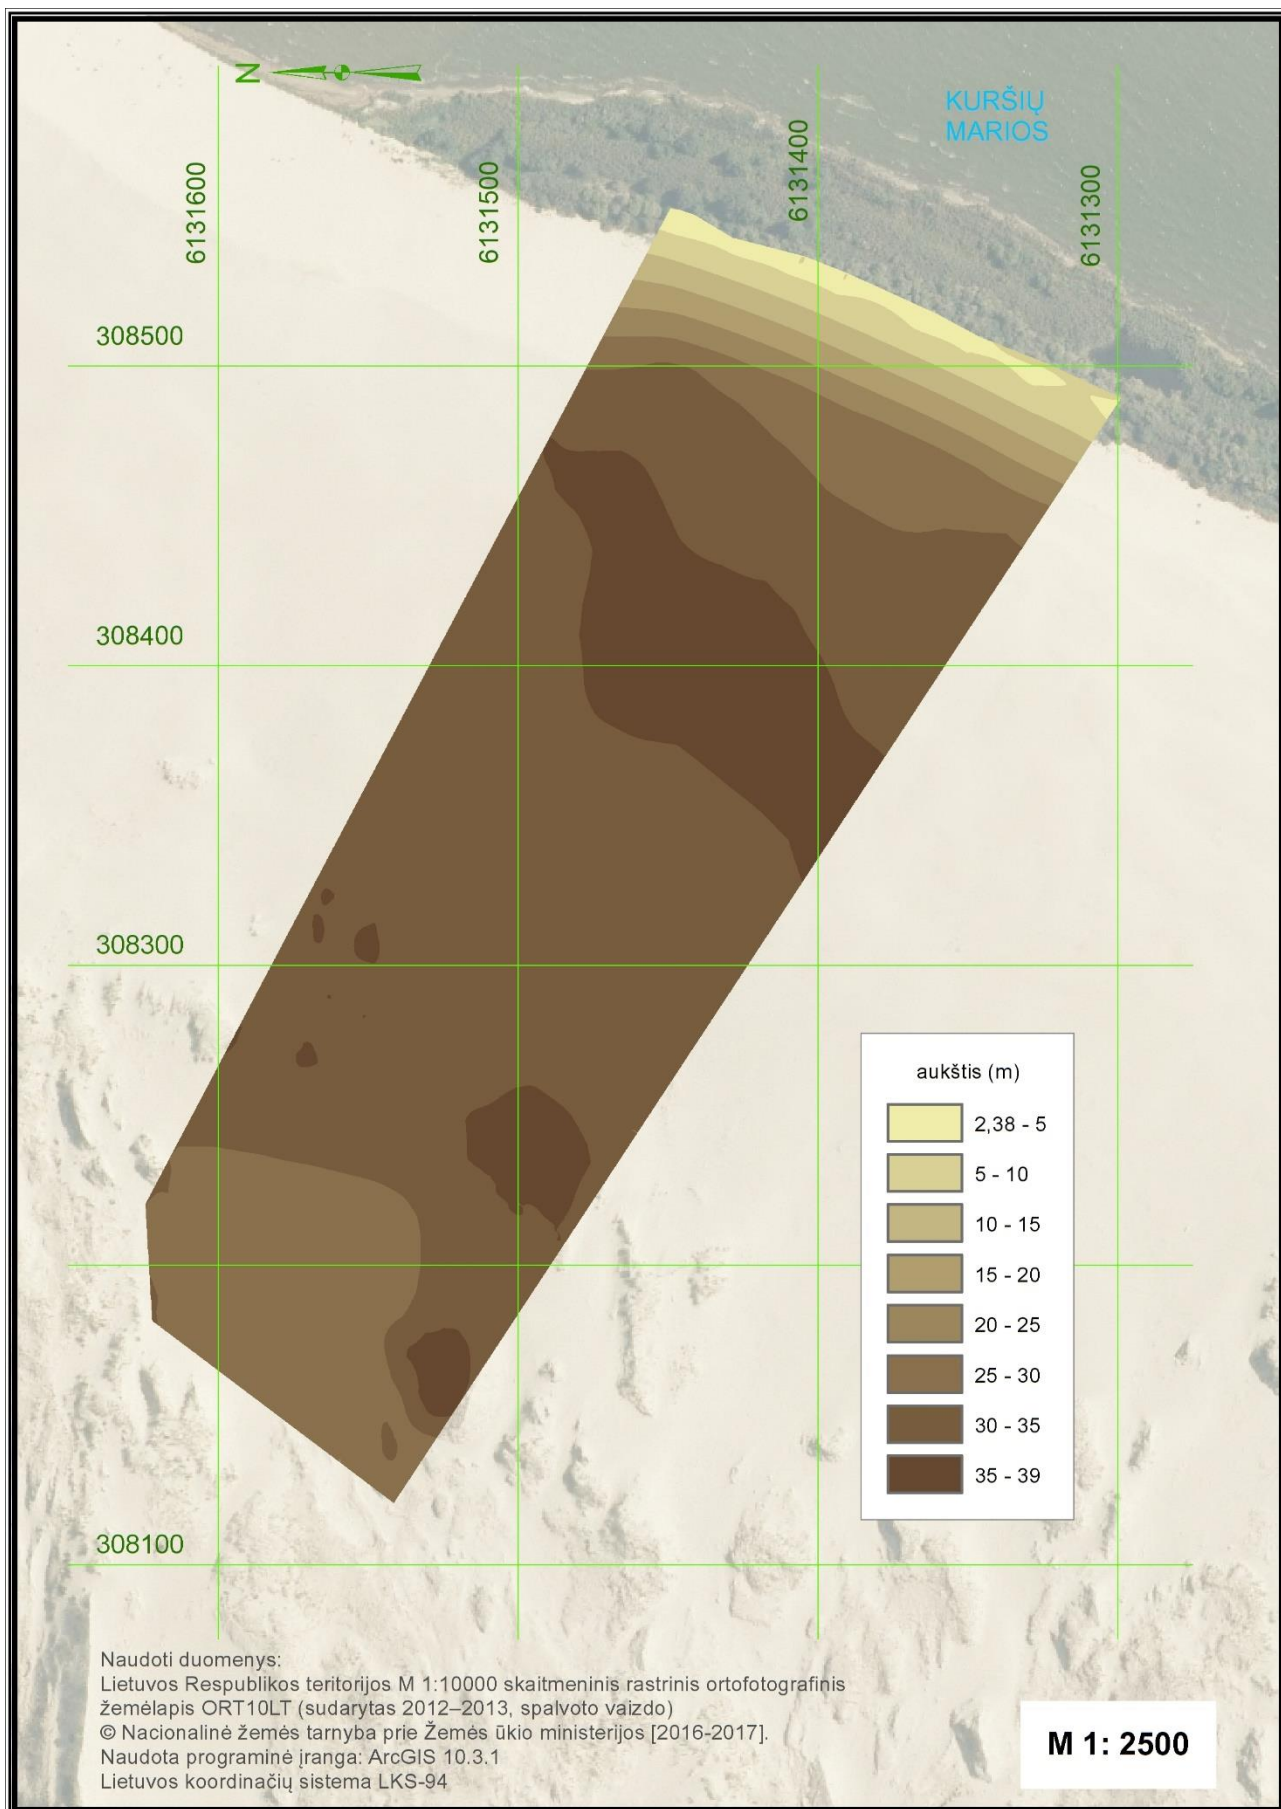 N
KURŠIŲ
MARIOS
6131600
6131500
6131400
6131300
308500
308400
308300
308100
aukštis (m)
2,38 - 5
5 - 10
10 - 15
15 - 20
20 - 25
25 - 30
30 - 35
35 - 39
Naudoti duomenys:
Lietuvos Respublikos teritorijos M 1:10000 skaitmeninis rastrinis ortofotografinis
žemėlapis ORT10LT (sudarytas 2012–2013, spalvoto vaizdo)
© Nacionalinė žemės tarnyba prie Žemės ūkio ministerijos [2016-2017].
Naudota programinė įranga: ArcGIS 10.3.1
Lietuvos koordinačių sistema LKS-94
M 1: 2500